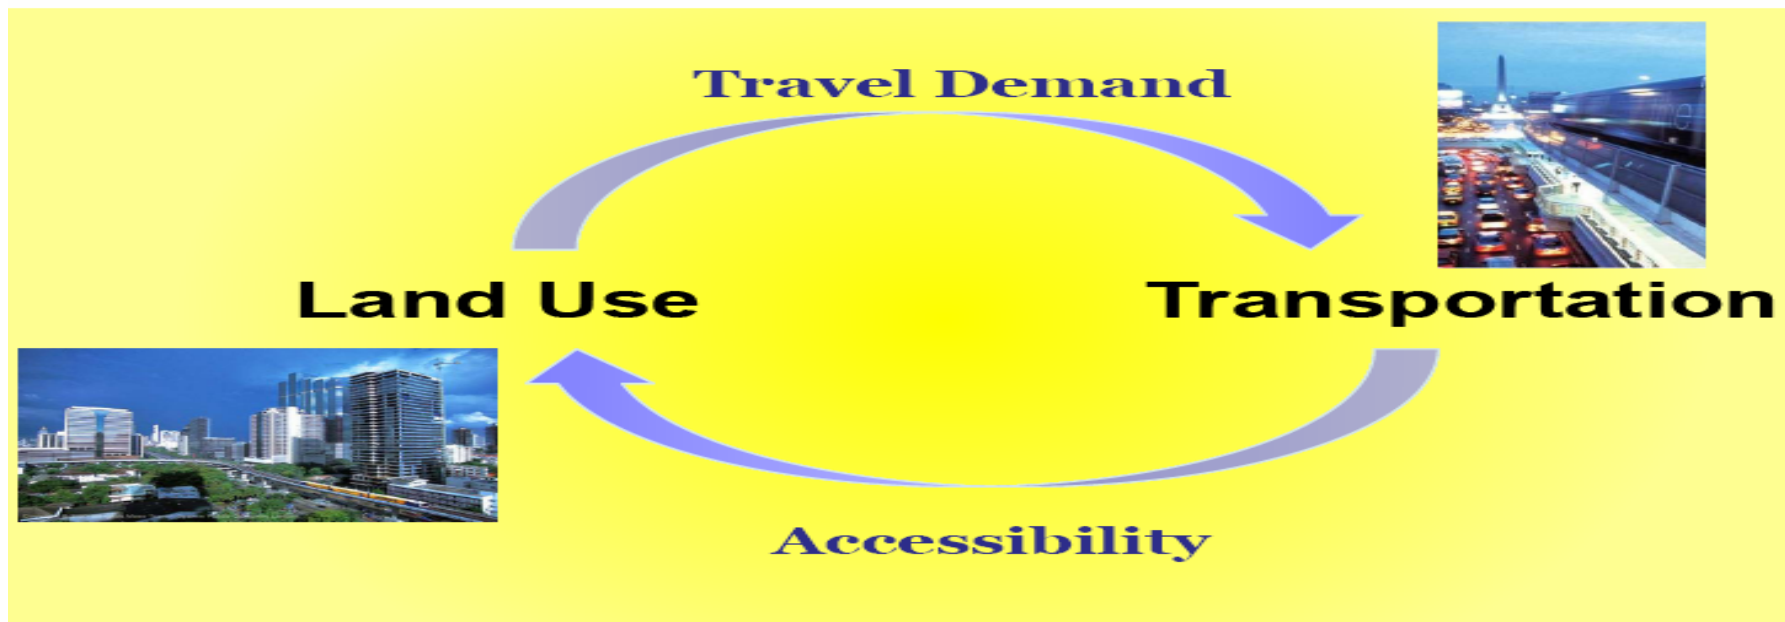 Travel Demand
Land Use
Transportation
Accessibility